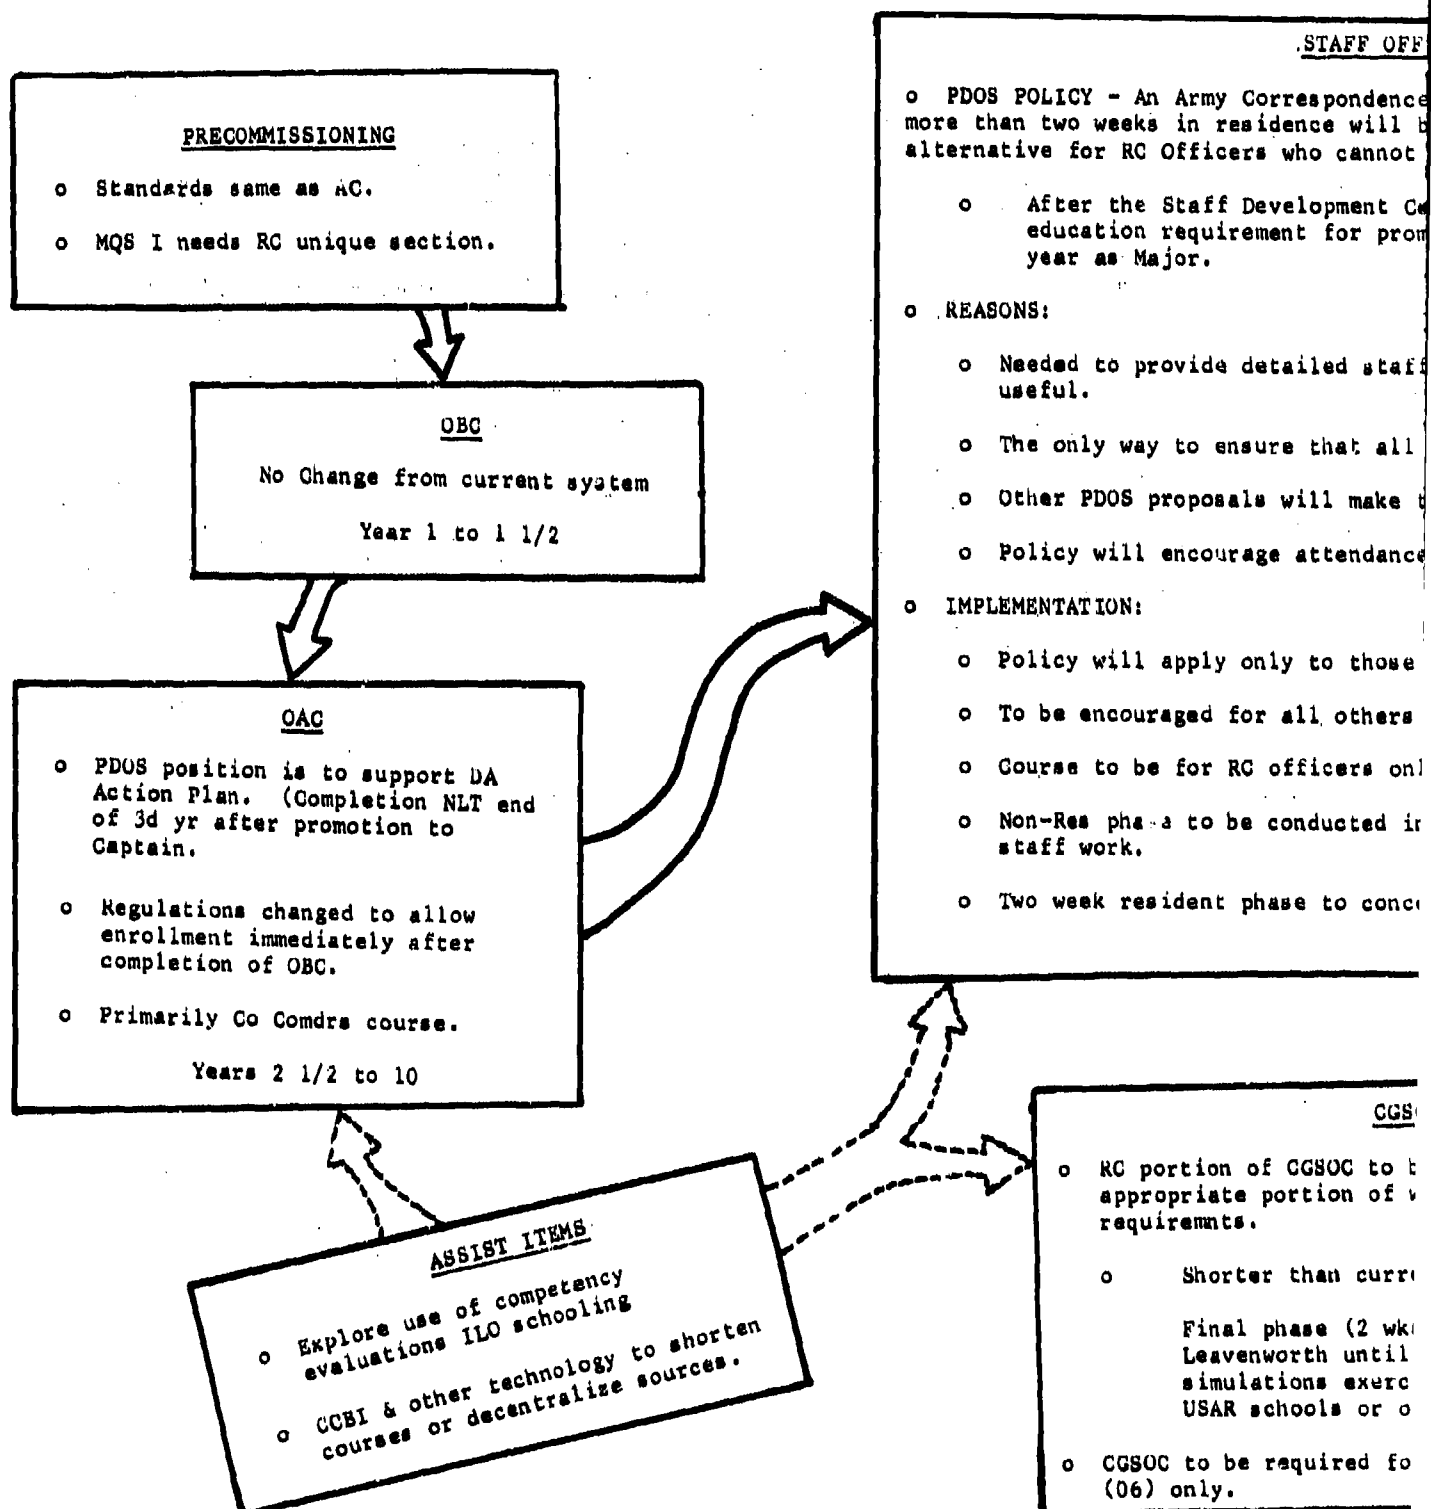 PRECOMMISSIONING
o Standards same as AC.
o MQS I needs RC unique section.
OBC
No Change from current system
Year 1 to 1 1/2
OAC
o PDOS position is to support DA
Action Plan. (Completion NLT end
of 3d yr after promotion to
Captain.
o Regulations changed to allow
enrollment immediately after
completion of OBC.
o Primarily Co Comdrs course.
Years 2 1/2 to 10
ASSIST ITEMS
o Explore use of competency
evaluations ILO schooling
o CCBI & other technology to shorten
courses or decentralize sources.
STAFF OFF
o PDOS POLICY - An Army Correspondence
more than two weeks in residence will b
alternative for RC Officers who cannot
o After the Staff Development
education requirement for prom
year as Major.
o REASONS:
o Needed to provide detailed staff
useful.
o The only way to ensure that all
o Other PDOS proposals will make t
o Policy will encourage attendance
o IMPLEMENTATION:
o Policy will apply only to those
o To be encouraged for all others
o Course to be for RC officers onl
o Non-Res to be conducted in
staff work.
o Two week resident phase to conc
CGS
o RC portion of CGSOC to b
appropriate portion of
requiremnts.
o Shorter than curr
Final phase (2 wk
Leavenworth until
simulations exerc
USAR schools or o
o CGSOC to be required fo
(06) only.